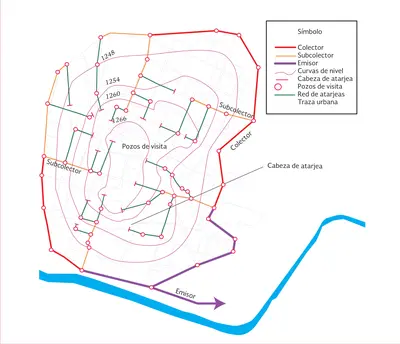 Símbolo
Colector
Subcolector
Emisor
Curvas de nivel
Cabeza de atarjea
Pozos de visita
Red de atarjeas
Traza urbana
1248
1254
1260
1266
Subcolector
Colector
Pozos de visita
Cabeza de atarjea
Subcolector
Emisor